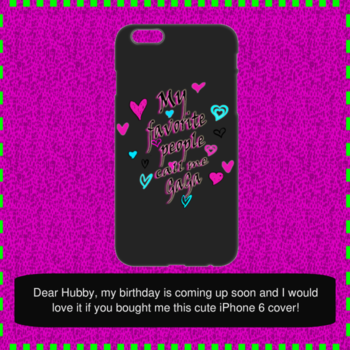 My
favorite
people
call me
GaGa
Dear Hubby, my birthday is coming up soon and I would
love it if you bought me this cute iPhone 6 cover!